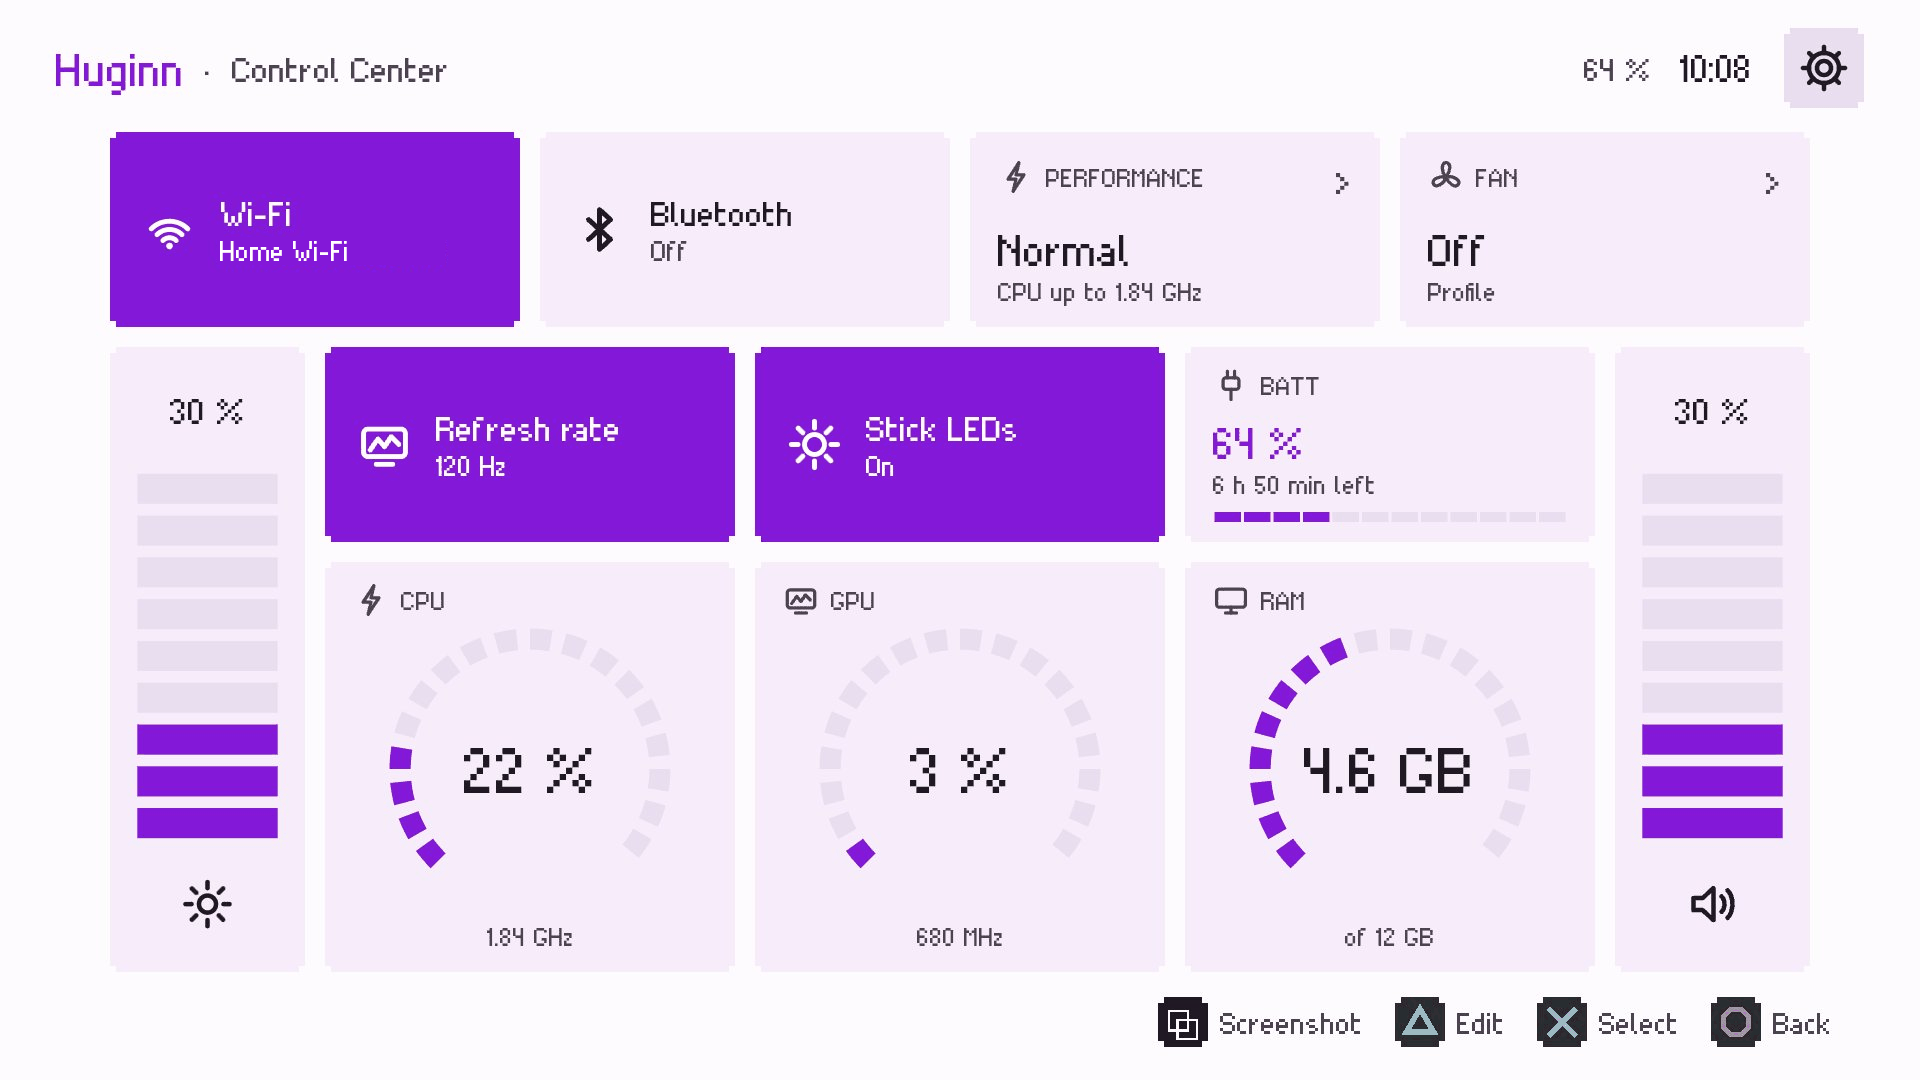 Huginn · Control Center
64 % 10:08
Wi-Fi
Home Wi-Fi
Bluetooth
Off
PERFORMANCE
Normal
CPU up to 1.84 GHz
FAN
Off
Profile
30 %
Refresh rate
120 Hz
Stick LEDs
On
BATT
64 %
6 h 50 min left
30 %
CPU
22 %
1.84 GHz
GPU
3 %
680 MHz
RAM
4.6 GB
of 12 GB
Screenshot Edit Select Back